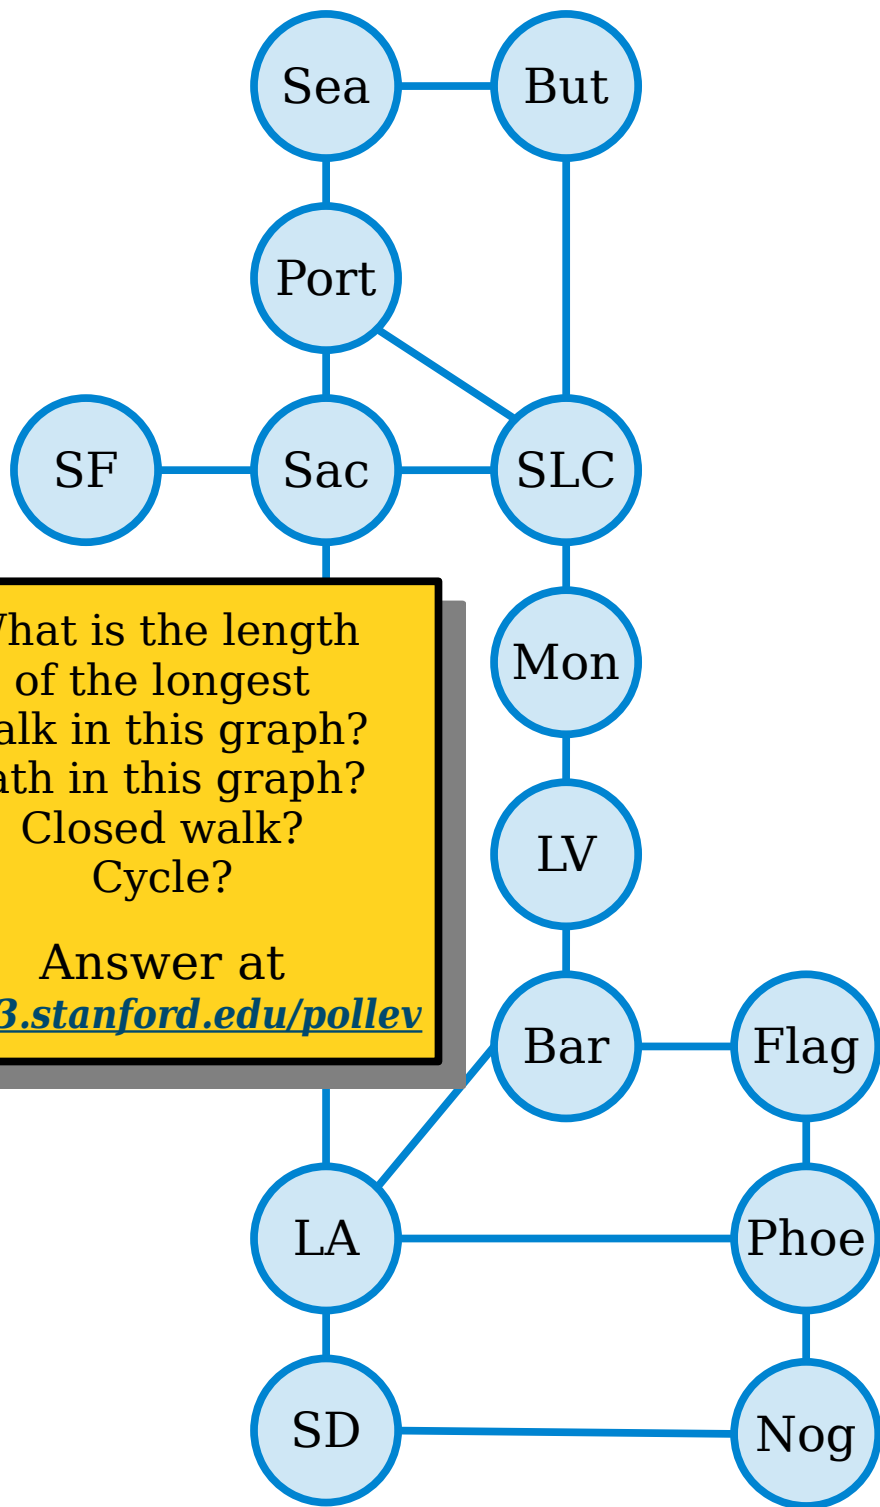 Sea But
Port
SF Sac SLC
hat is the length
of the longest
alk in this graph?
ath in this graph?
Closed walk?
Cycle?
Mon
LV
Answer at
3.stanford.edu/pollev
Bar Flag
LA Phoe
SD Nog